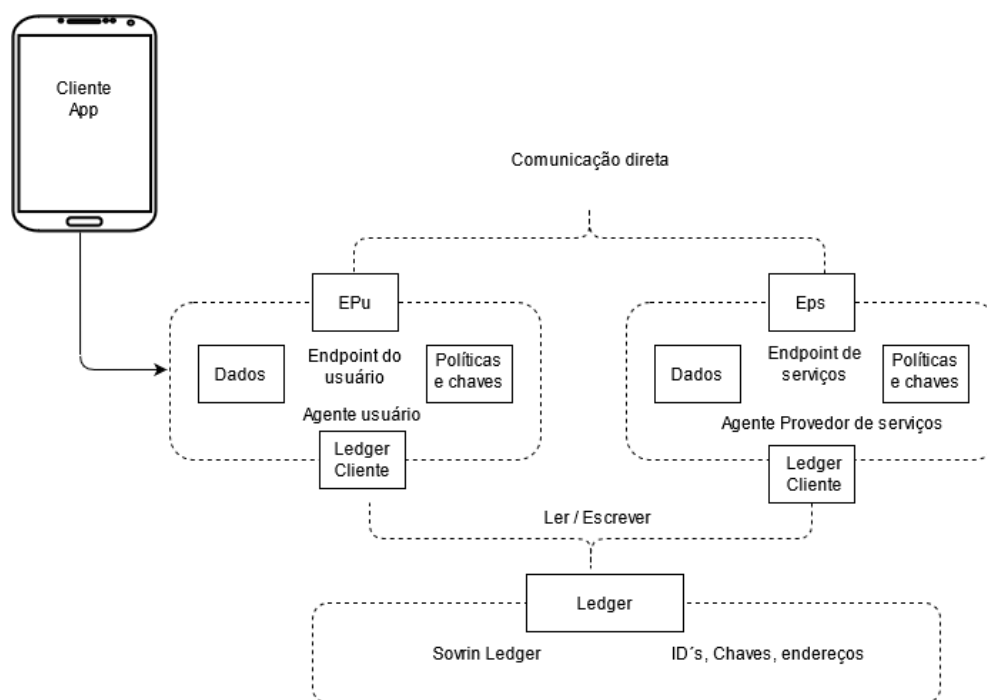 Cliente
App
Comunicação direta
EPu
Eps
Dados
Endpoint do
usuário
Políticas
e chaves
Dados
Endpoint de
serviços
Políticas
e chaves
Agente usuário
Agente Provedor de serviços
Ledger
Cliente
Ledger
Cliente
Ler / Escrever
Ledger
Sovrin Ledger
ID´s, Chaves, endereços